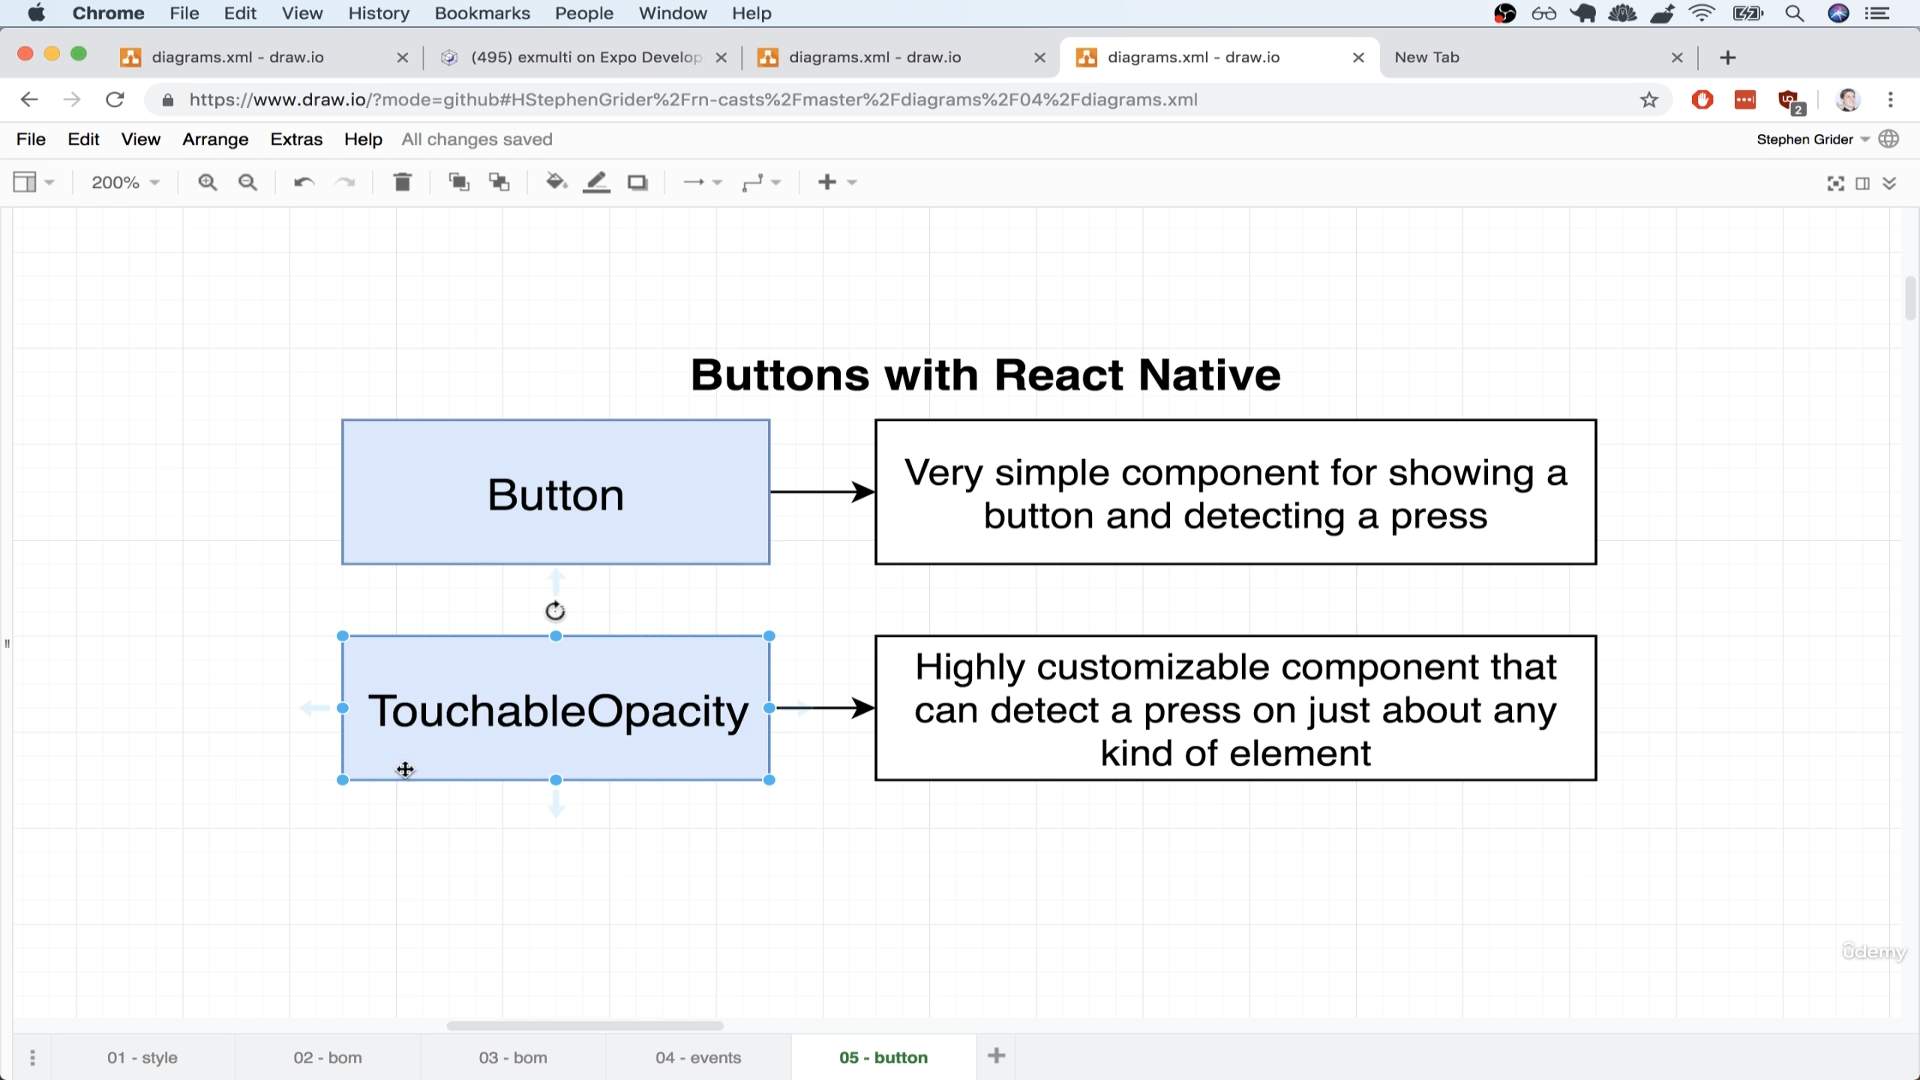 Chrome File Edit View History Bookmarks People Window Help
diagrams.xml - draw.io
(495) exmulti on Expo Develop
diagrams.xml - draw.io
diagrams.xml - draw.io
New Tab
https://www.draw.io/?mode=github#HStephenGrider%2Frn-casts%2Fmaster%2Fdiagrams%2F04%2Fdiagrams.xml
2
File Edit View Arrange Extras Help All changes saved
Stephen Grider
200%
Buttons with React Native
Button
Very simple component for showing a
button and detecting a press
TouchableOpacity
Highly customizable component that
can detect a press on just about any
kind of element
ûdemy
01 - style
02 - bom
03 - bom
04 - events
05 - button